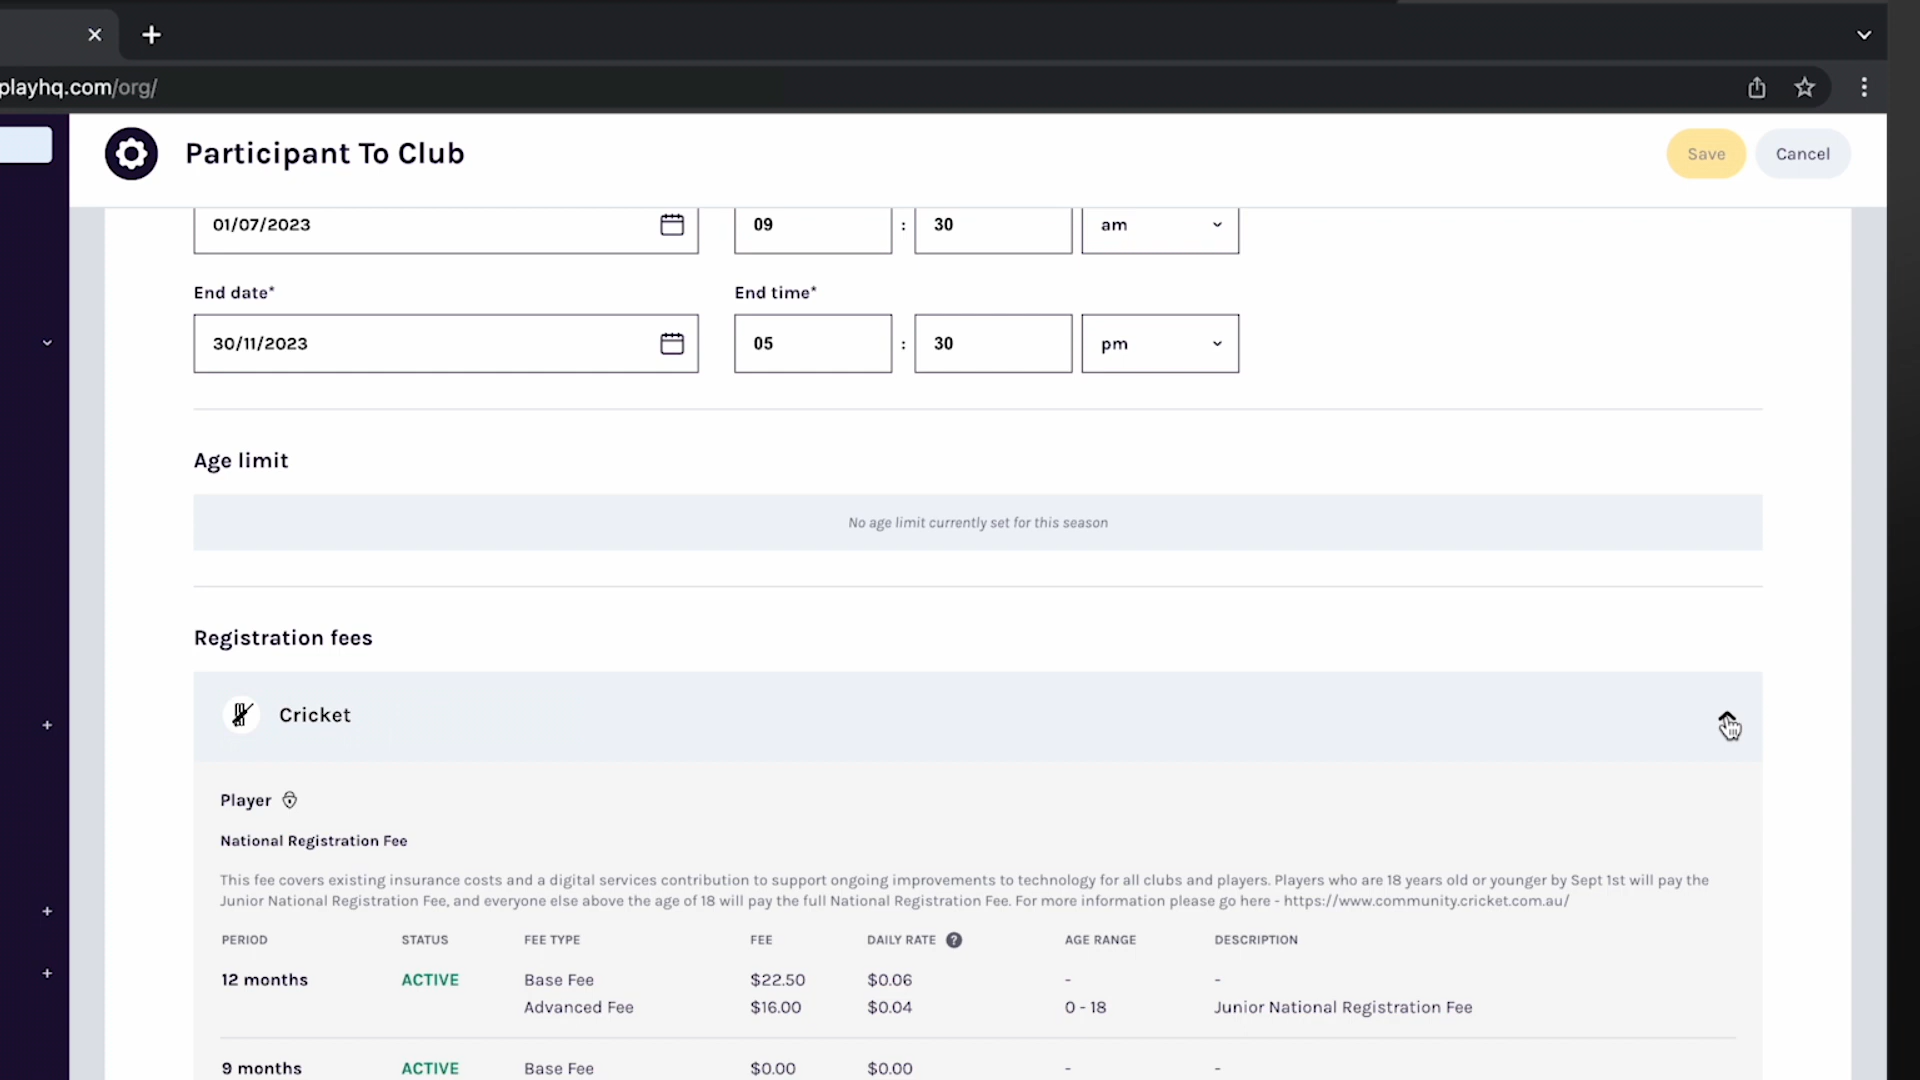 playhq.com/org/
Participant To Club
Save
Cancel
01/07/2023
09 : 30 am
End date*
End time*
30/11/2023
05 : 30 pm
Age limit
No age limit currently set for this season
Registration fees
Cricket
Player
National Registration Fee
This fee covers existing insurance costs and a digital services contribution to support ongoing improvements to technology for all clubs and players. Players who are 18 years old or younger by Sept 1st will pay the
Junior National Registration Fee, and everyone else above the age of 18 will pay the full National Registration Fee. For more information please go here - https://www.community.cricket.com.au/
PERIOD STATUS FEE TYPE FEE DAILY RATE ? AGE RANGE DESCRIPTION
12 months ACTIVE Base Fee $22.50 $0.06 - -
Advanced Fee $16.00 $0.04 0 - 18 Junior National Registration Fee
9 months ACTIVE Base Fee $0.00 $0.00 - -